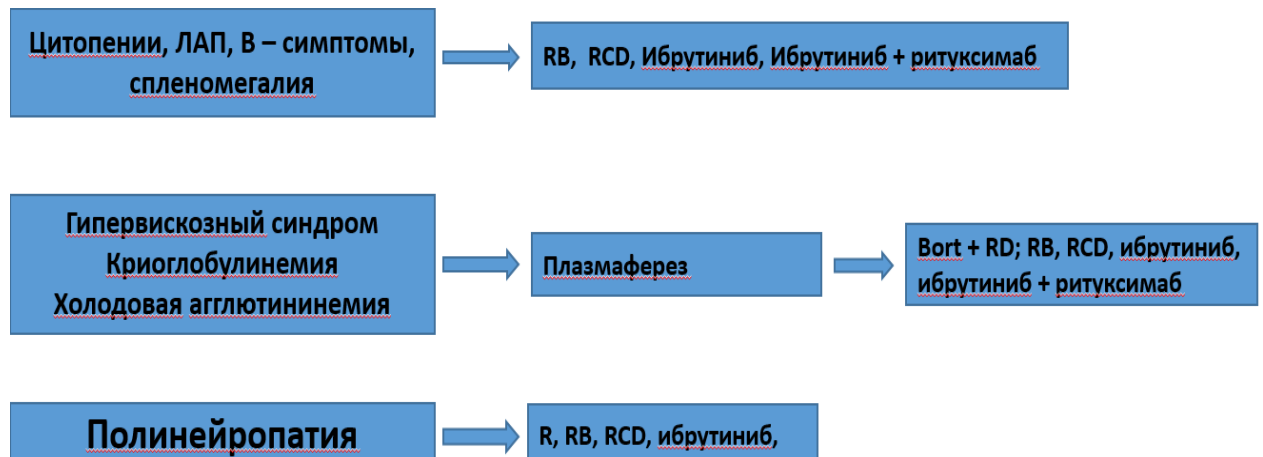 Цитопении, ЛАП, В – симптомы,
спленомегалия
RB, RCD, Ибрутиниб, Ибрутиниб + ритуксимаб
Гипервискозный синдром
Криоглобулинемия
Холодовая агглютининемия
Плазмаферез
Bort + RD; RB, RCD, ибрутиниб,
ибрутиниб + ритуксимаб
Полинейропатия
R, RB, RCD, ибрутиниб,